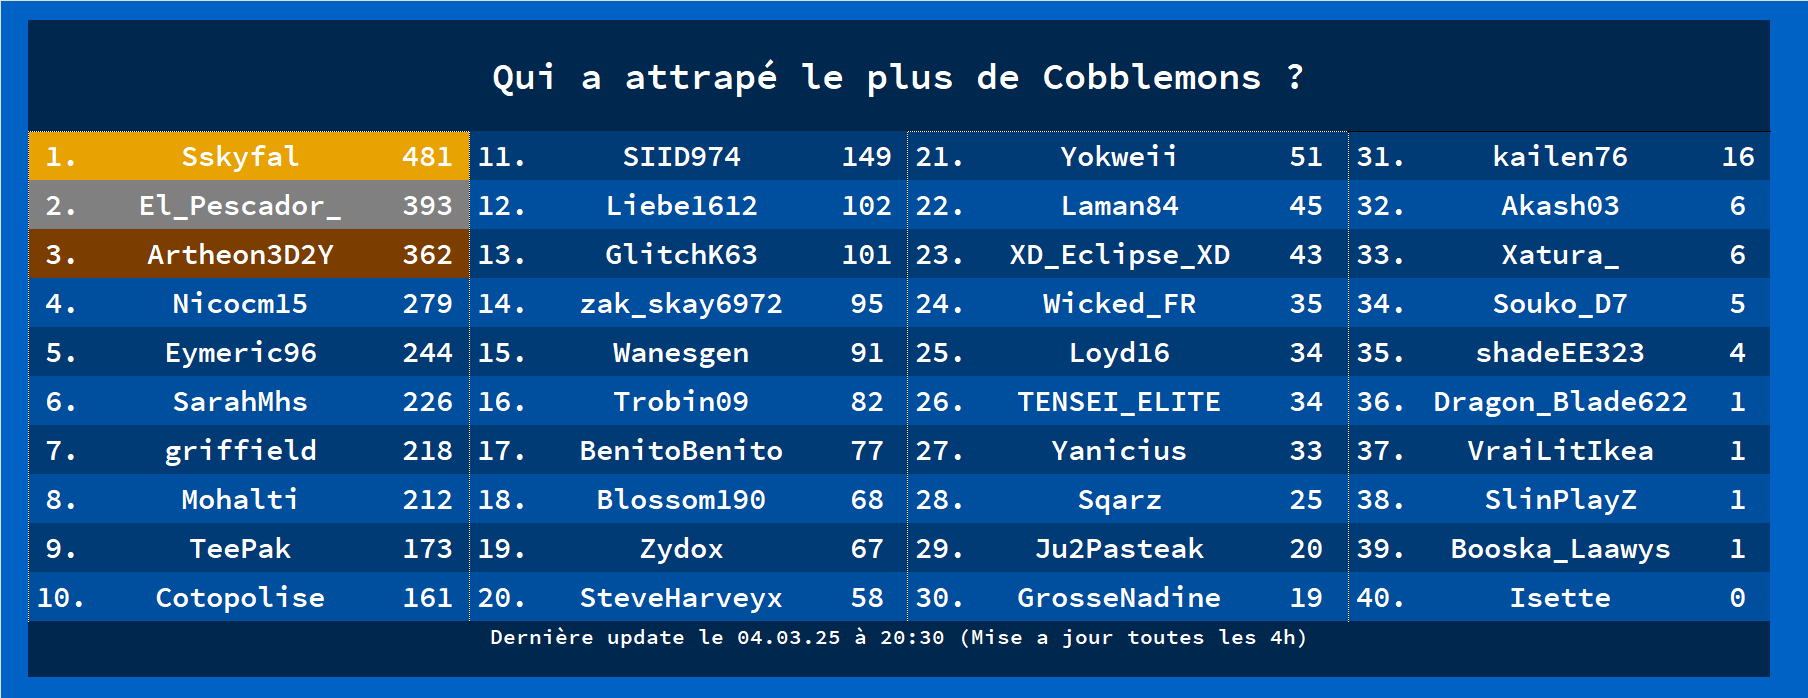 Qui a attrapé le plus de Cobblemons ?
1. Sskyfal 481
2. El_Pescador_ 393
3. Artheon3D2Y 362
4. Nicocm15 279
5. Eymeric96 244
6. SarahMhs 226
7. griffield 218
8. Mohalti 212
9. TeePak 173
10. Cotopolise 161
11. SIID974 149
12. Liebe1612 102
13. GlitchK63 101
14. zak_skay6972 95
15. Wanesgen 91
16. Trobin09 82
17. BenitoBenito 77
18. Blossom190 68
19. Zydox 67
20. SteveHarveyx 58
21. Yokweii 51
22. Laman84 45
23. XD_Eclipse_XD 43
24. Wicked_FR 35
25. Loyd16 34
26. TENSEI_ELITE 34
27. Yanicius 33
28. Sqarz 25
29. Ju2Pasteak 20
30. GrosseNadine 19
31. kailen76 16
32. Akash03 6
33. Xatura_ 6
34. Souko_D7 5
35. shadeEE323 4
36. Dragon_Blade622 1
37. VraiLitIkea 1
38. SlinPlayZ 1
39. Booska_Laawys 1
40. Isette 0
Dernière update le 04.03.25 à 20:30 (Mise a jour toutes les 4h)